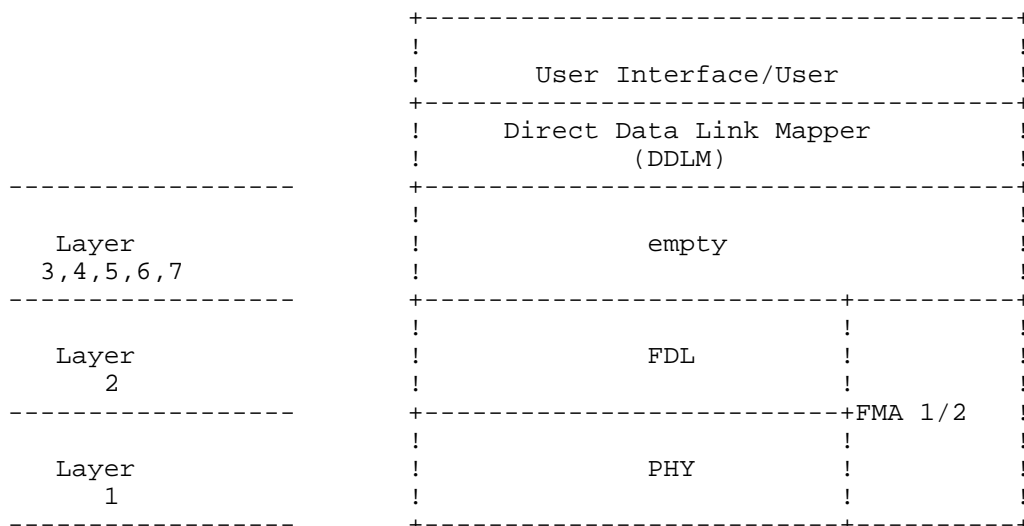 User Interface/User
Direct Data Link Mapper
(DDLM)
Layer
3,4,5,6,7
empty
Layer
2
FDL
FMA 1/2
Layer
1
PHY